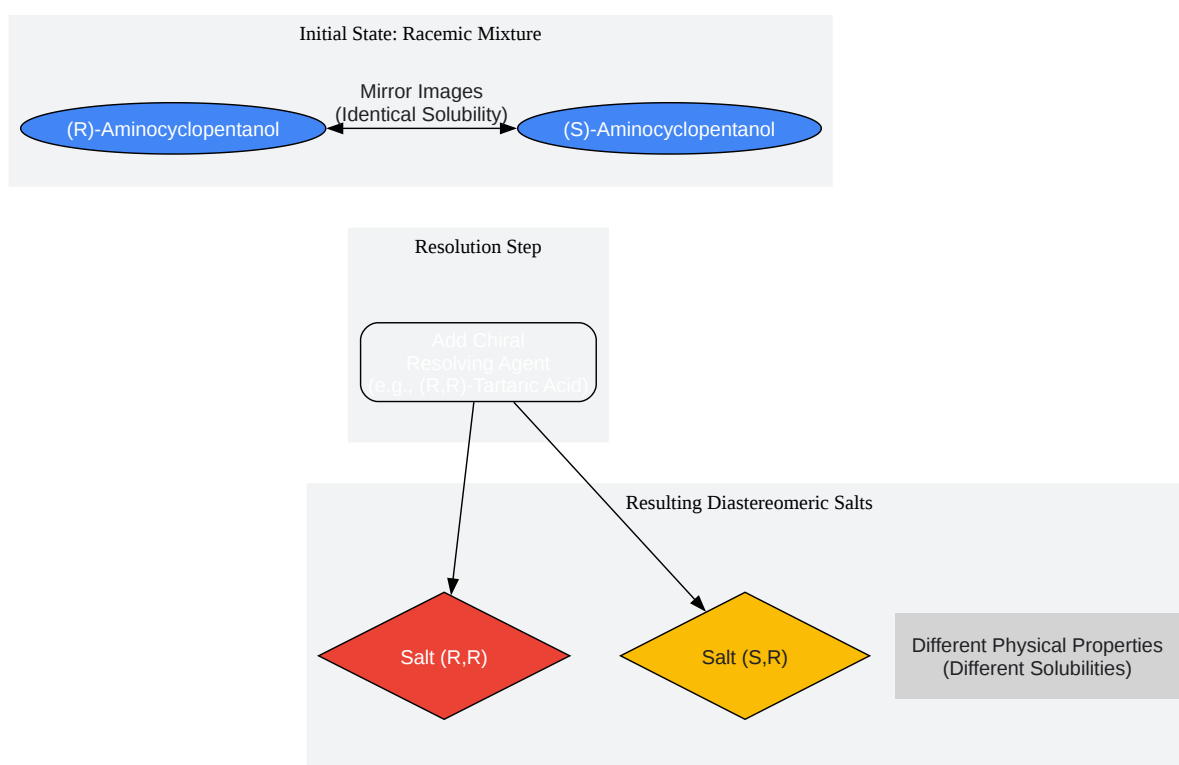 Initial State: Racemic Mixture
Mirror Images
(Identical Solubility)
(R)-Aminocyclopentanol
(S)-Aminocyclopentanol
Resolution Step
Add Chiral
Resolving Agent
(e.g., (R,R)-Tartaric Acid)
Resulting Diastereomeric Salts
Salt (R,R)
Salt (S,R)
Different Physical Properties
(Different Solubilities)